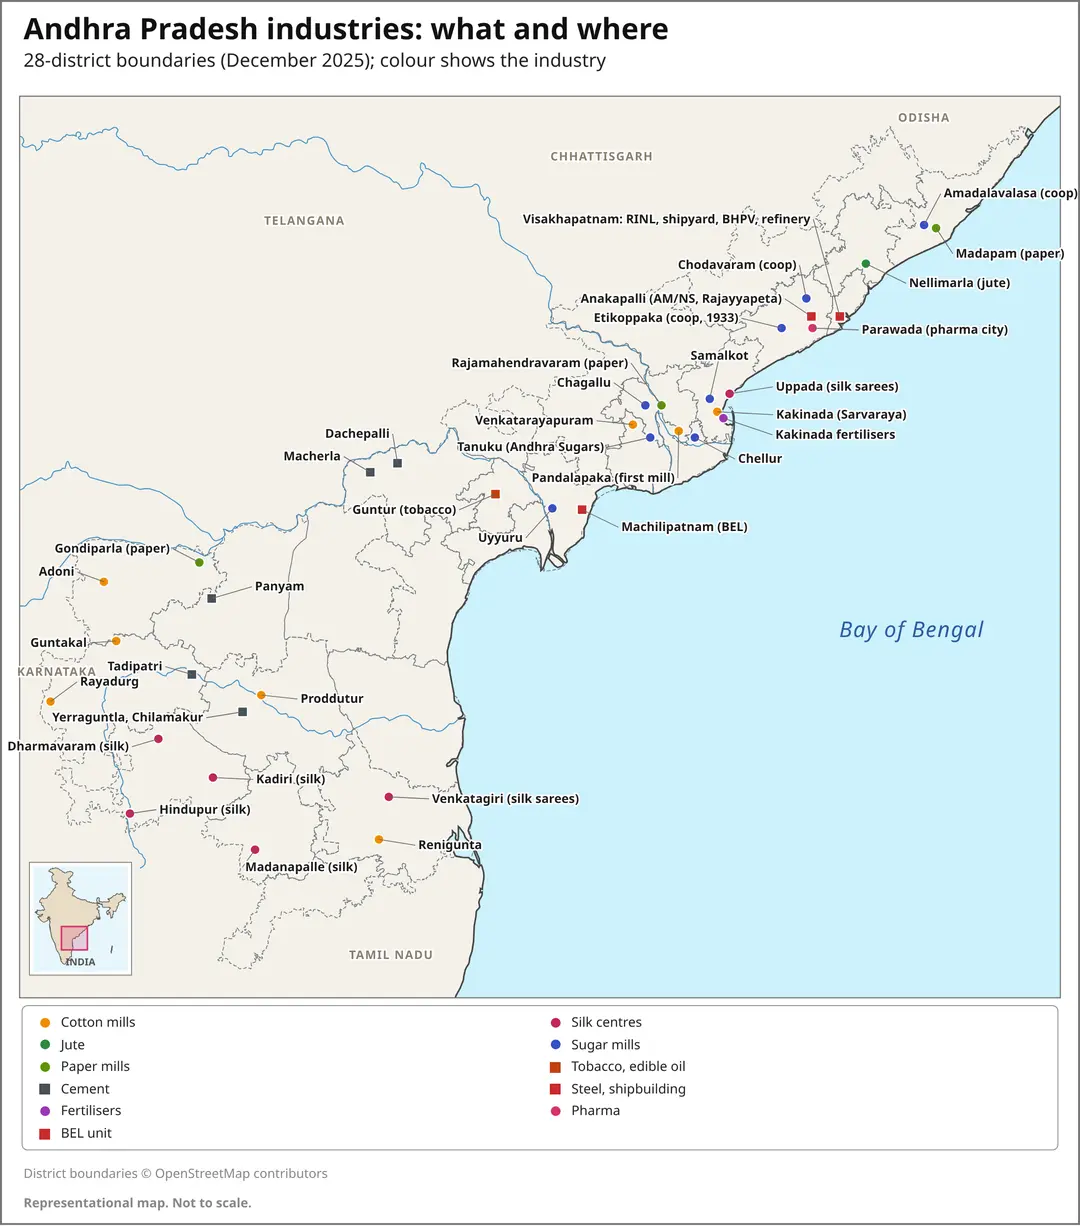 Andhra Pradesh industries: what and where
28-district boundaries (December 2025); colour shows the industry
ODISHA
CHHATTISGARH
TELANGANA
Amadalavalasa (coop)
Visakhapatnam: RINL, shipyard, BHPV, refinery
Madapam (paper)
Chodavaram (coop)
Nellimarla (jute)
Anakapalli (AM/NS, Rajayyapeta)
Etikoppaka (coop, 1933)
Parawada (pharma city)
Samalkot
Rajamahendravaram (paper)
Chagallu
Uppada (silk sarees)
Kakinada (Sarvaraya)
Venkatarayapuram
Kakinada fertilisers
Dachepalli
Tanuku (Andhra Sugars)
Macherla
Chellur
Pandalapaka (first mill)
Guntur (tobacco)
Machilipatnam (BEL)
Uyyuru
Gondiparla (paper)
Adoni
Panyam
Bay of Bengal
Guntakal
Tadipatri
KARNATAKA
Rayadurg
Proddutur
Yerraguntla, Chilamakur
Dharmavaram (silk)
Kadiri (silk)
Venkatagiri (silk sarees)
Hindupur (silk)
Renigunta
Madanapalle (silk)
TAMIL NADU
INDIA
Cotton mills
Jute
Paper mills
Cement
Fertilisers
BEL unit
Silk centres
Sugar mills
Tobacco, edible oil
Steel, shipbuilding
Pharma
District boundaries © OpenStreetMap contributors
Representational map. Not to scale.